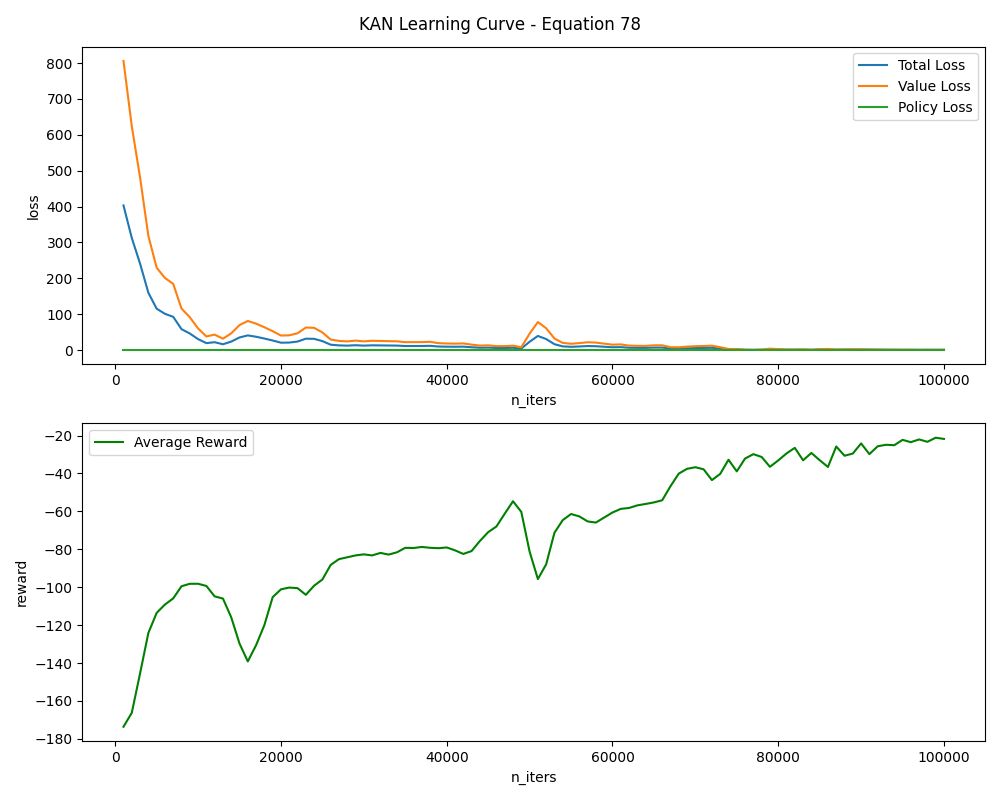 KAN Learning Curve - Equation 78
800
700
600
500
400
300
200
100
0
loss
Total Loss
Value Loss
Policy Loss
0 20000 40000 60000 80000 100000
n_iters
−20
−40
−60
−80
−100
−120
−140
−160
−180
reward
Average Reward
0 20000 40000 60000 80000 100000
n_iters